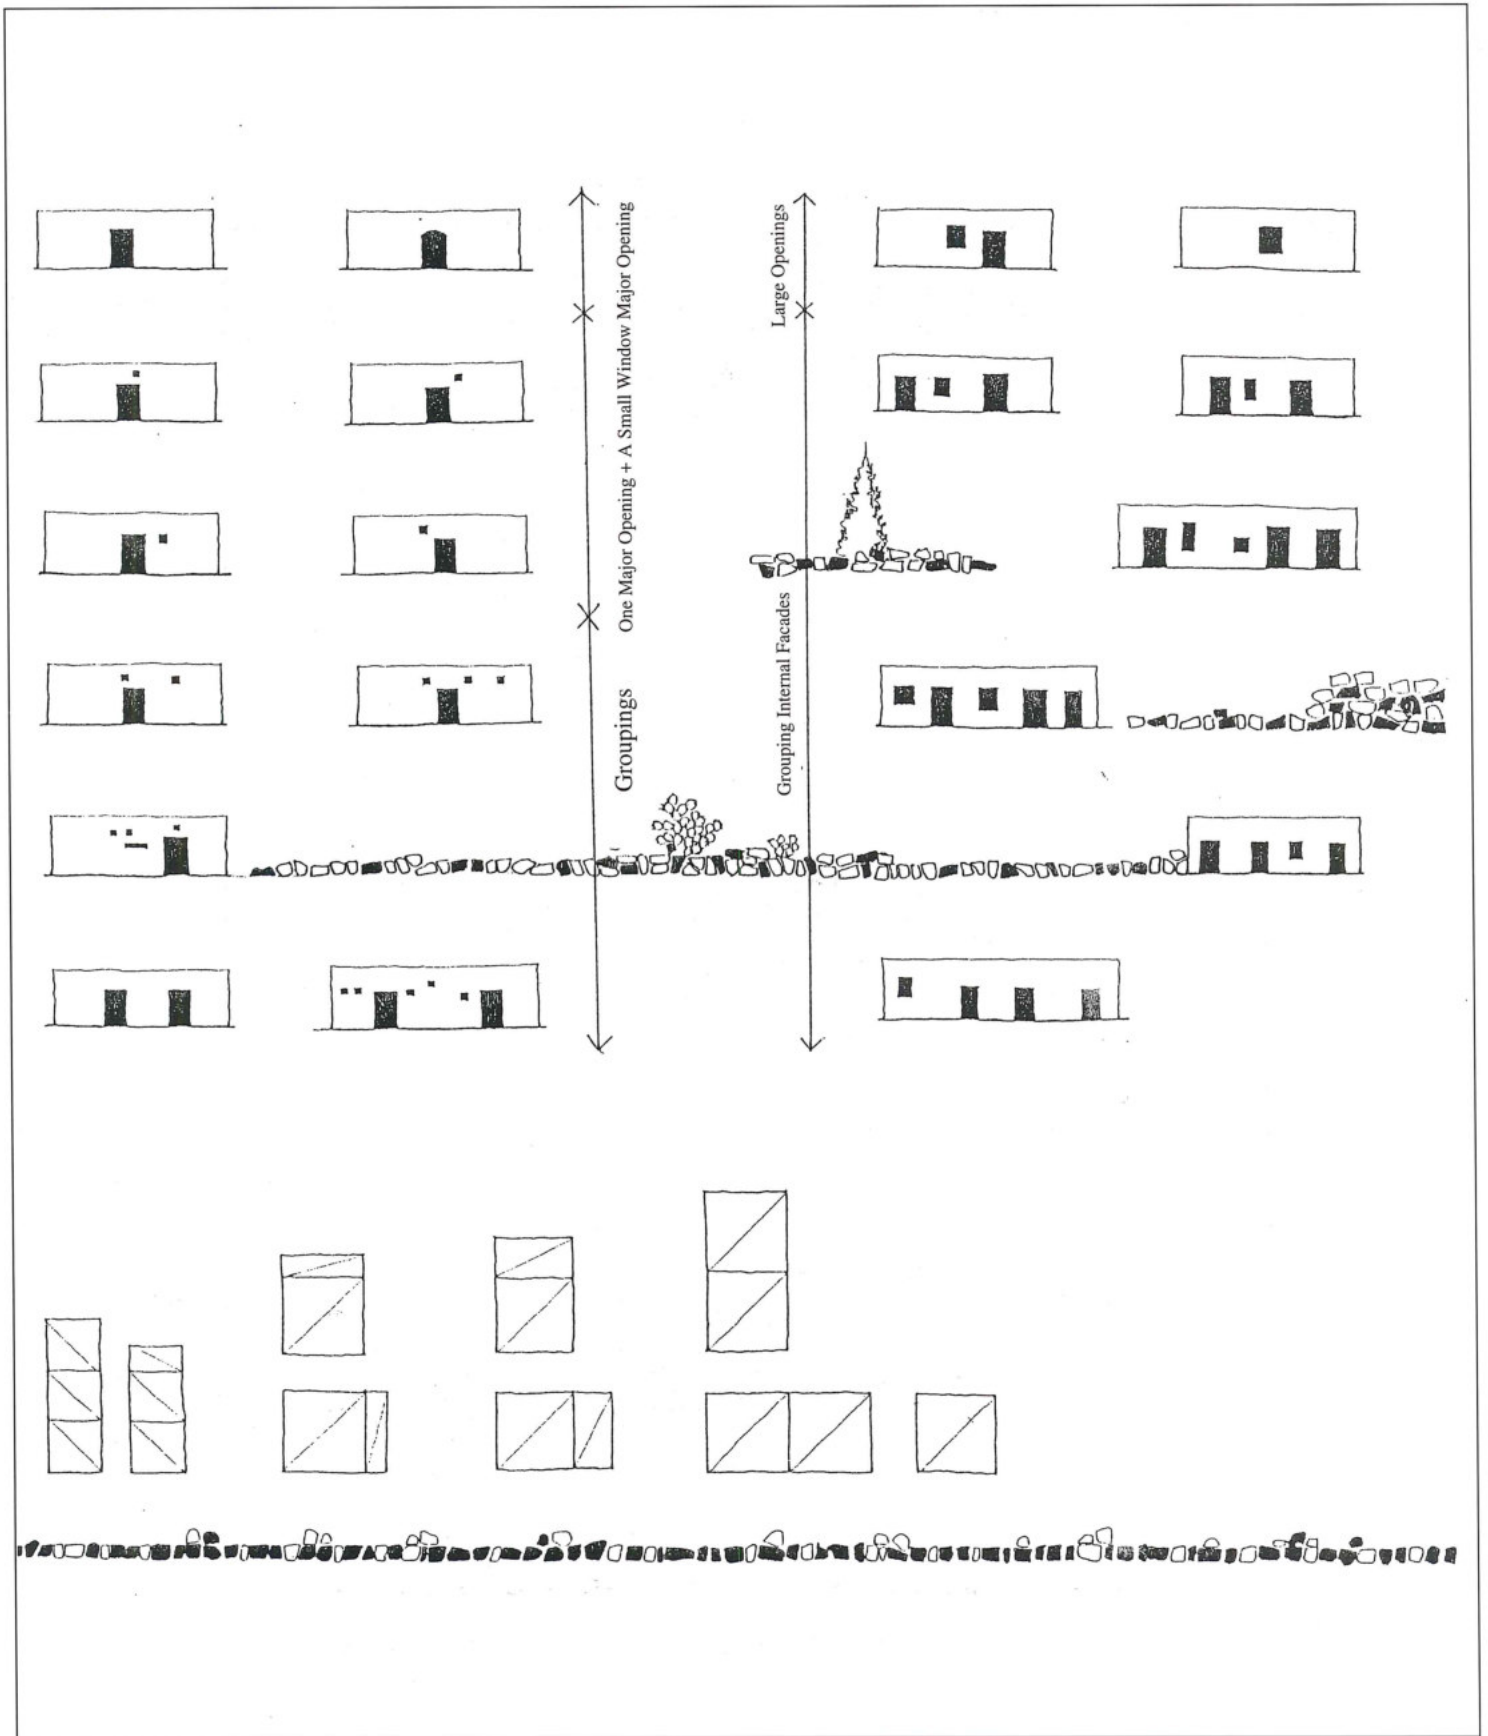 One Major Opening + A Small Window Major Opening
Groupings
Large Openings
Grouping Internal Facades